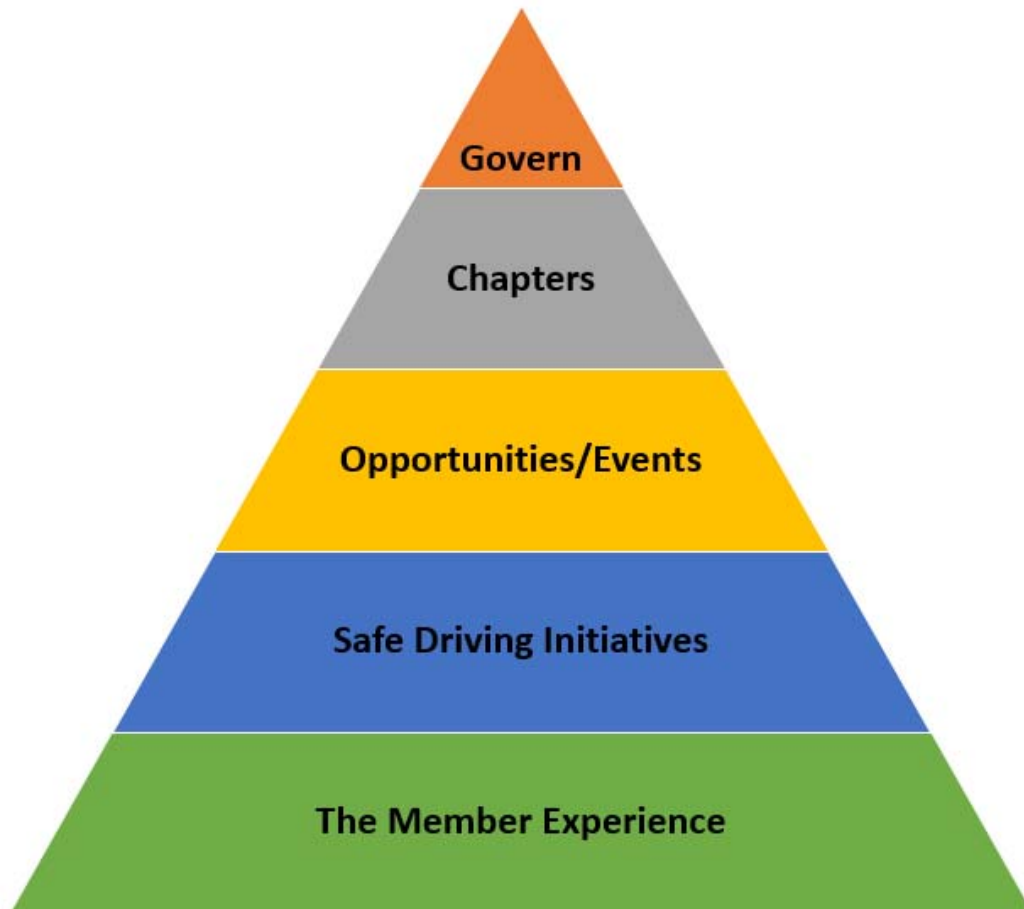 Govern
Chapters
Opportunities/Events
Safe Driving Initiatives
The Member Experience